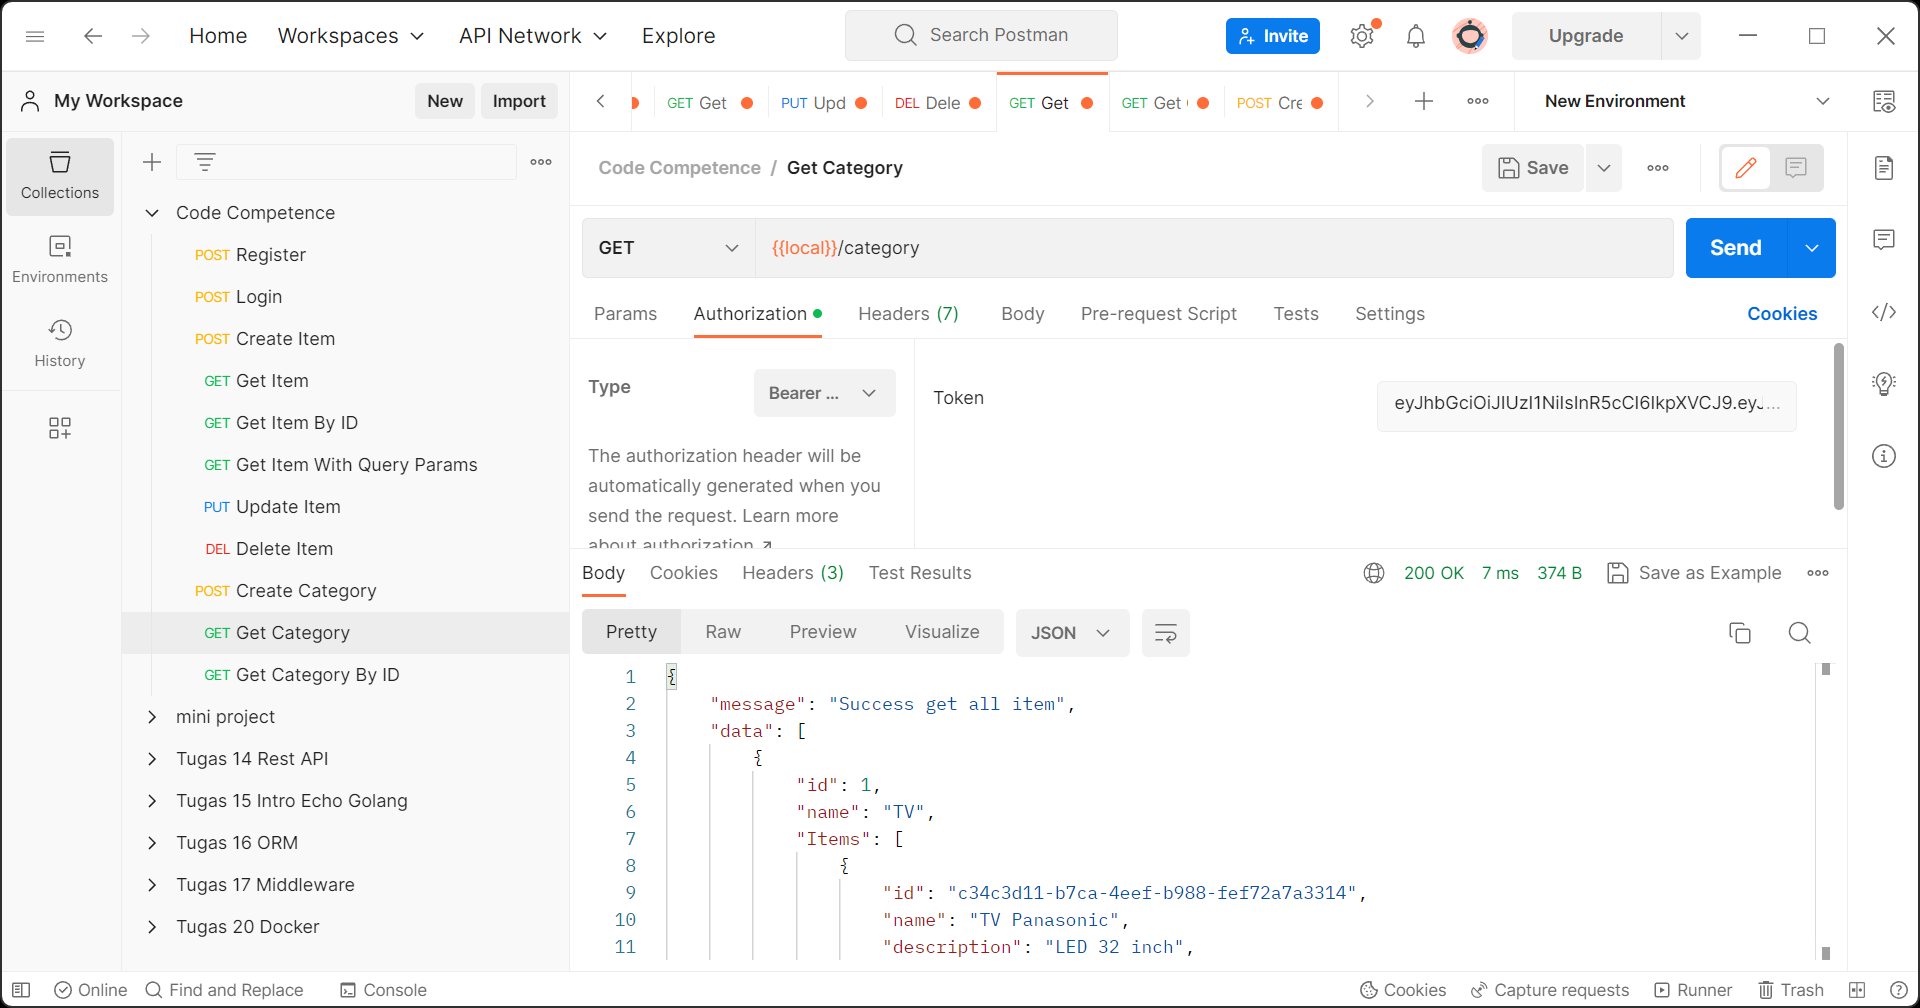 Home Workspaces API Network Explore Search Postman Invite Upgrade
My Workspace New Import
GET Get PUT Upd DEL Dele GET Get GET Get POST Cre New Environment
Collections
Environments
History
Code Competence
POST Register
POST Login
POST Create Item
GET Get Item
GET Get Item By ID
GET Get Item With Query Params
PUT Update Item
DEL Delete Item
POST Create Category
GET Get Category
GET Get Category By ID
mini project
Tugas 14 Rest API
Tugas 15 Intro Echo Golang
Tugas 16 ORM
Tugas 17 Middleware
Tugas 20 Docker
Code Competence / Get Category Save
GET {{local}}/category Send
Params Authorization Headers (7) Body Pre-request Script Tests Settings Cookies
Type Bearer ...
The authorization header will be
automatically generated when you
send the request. Learn more
about authorization ↗
Token
Body Cookies Headers (3) Test Results 200 OK 7 ms 374 B Save as Example
Pretty Raw Preview Visualize JSON
1 {
2 "message": "Success get all item",
3 "data": [
4 {
5 "id": 1,
6 "name": "TV",
7 "Items": [
8 {
9 "id": "c34c3d11-b7ca-4eef-b988-fef72a7a3314",
10 "name": "TV Panasonic",
11 "description": "LED 32 inch",
Online Find and Replace Console Cookies Capture requests Runner Trash